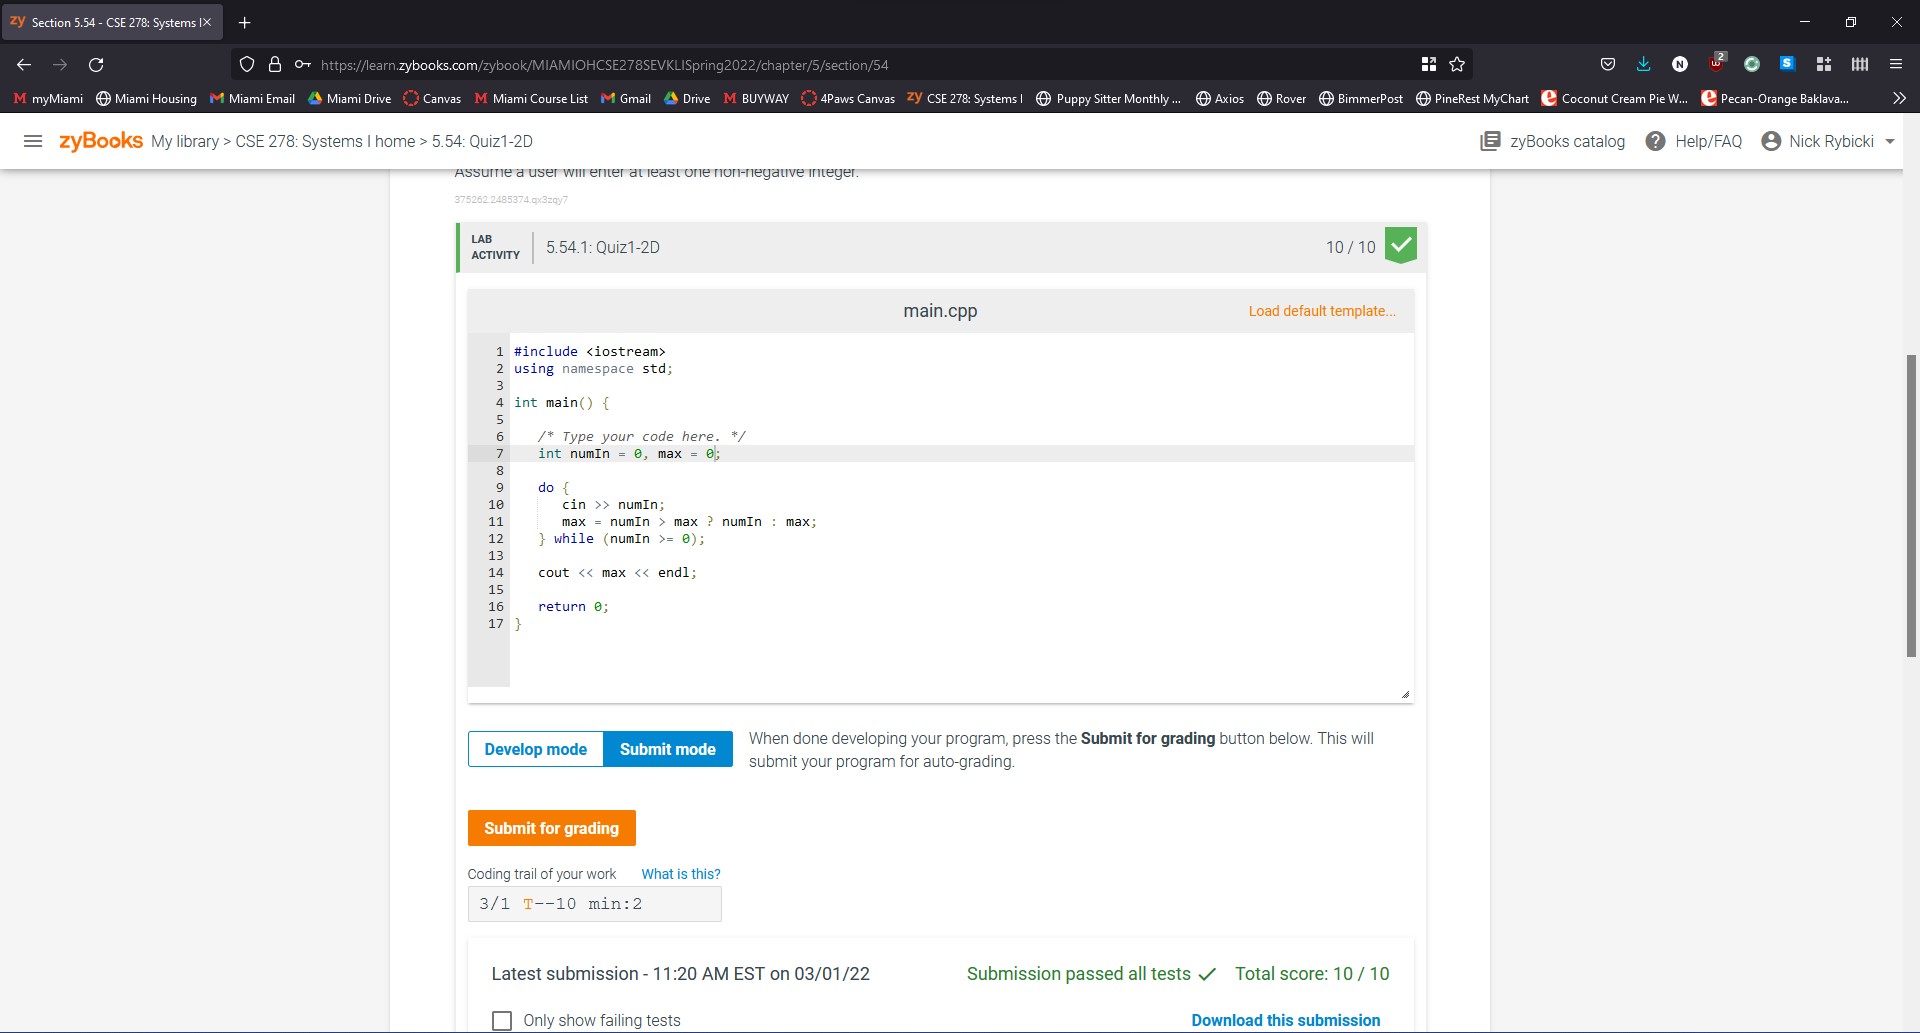 zy Section 5.54 - CSE 278: Systems I
https://learn.zybooks.com/zybook/MIAMIOHCSE278SEVKLISpring2022/chapter/5/section/54
2
myMiami Miami Housing Miami Email Miami Drive Canvas Miami Course List Gmail Drive BUYWAY 4Paws Canvas zy CSE 278: Systems I Puppy Sitter Monthly ... Axios Rover BimmerPost PineRest MyChart Coconut Cream Pie W... Pecan-Orange Baklava...
zyBooks My library > CSE 278: Systems I home > 5.54: Quiz1-2D zyBooks catalog Help/FAQ Nick Rybicki
Assume a user will enter at least one non-negative integer.
375262.2485374.qx3zqy7
LAB ACTIVITY 5.54.1: Quiz1-2D 10 / 10
main.cpp Load default template...
1 #include <iostream>
2 using namespace std;
3
4 int main() {
5
6 /* Type your code here. */
7 int numIn = 0, max = 0;
8
9 do {
10 cin >> numIn;
11 max = numIn > max ? numIn : max;
12 } while (numIn >= 0);
13
14 cout << max << endl;
15
16 return 0;
17 }
Develop mode Submit mode When done developing your program, press the Submit for grading button below. This will
submit your program for auto-grading.
Submit for grading
Coding trail of your work What is this?
3/1 T--10 min:2
Latest submission - 11:20 AM EST on 03/01/22 Submission passed all tests Total score: 10 / 10
Only show failing tests Download this submission